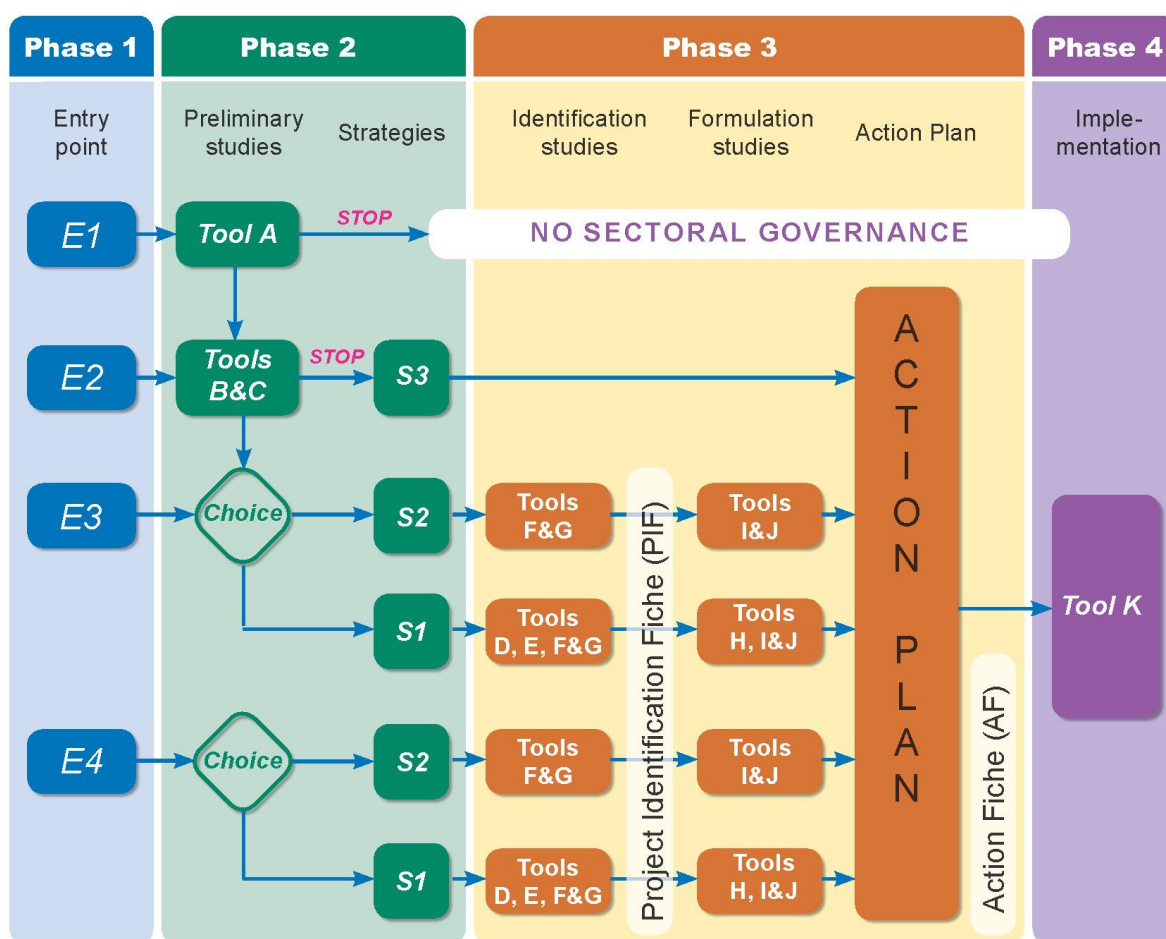 Phase 1
Phase 2
Phase 3
Phase 4
Entry
point
Preliminary
studies
Strategies
Identification
studies
Formulation
studies
Action Plan
Imple-
mentation
E1
Tool A
STOP
NO SECTORAL GOVERNANCE
E2
Tools
B&C
STOP
S3
E3
Choice
S2
Tools
F&G
Tools
I&J
S1
Tools
D, E, F&G
Tools
H, I&J
E4
Choice
S2
Tools
F&G
Tools
I&J
S1
Tools
D, E, F&G
Tools
H, I&J
Project Identification Fiche (PIF)
ACTION PLAN
Action Fiche (AF)
Tool K